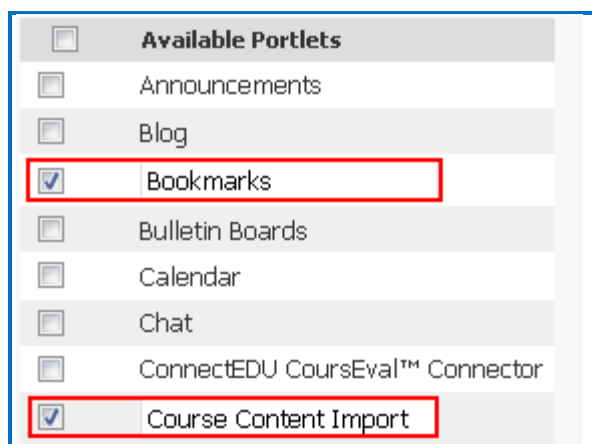 Available Portlets
Announcements
Blog
Bookmarks
Bulletin Boards
Calendar
Chat
ConnectEDU CoursEval™ Connector
Course Content Import